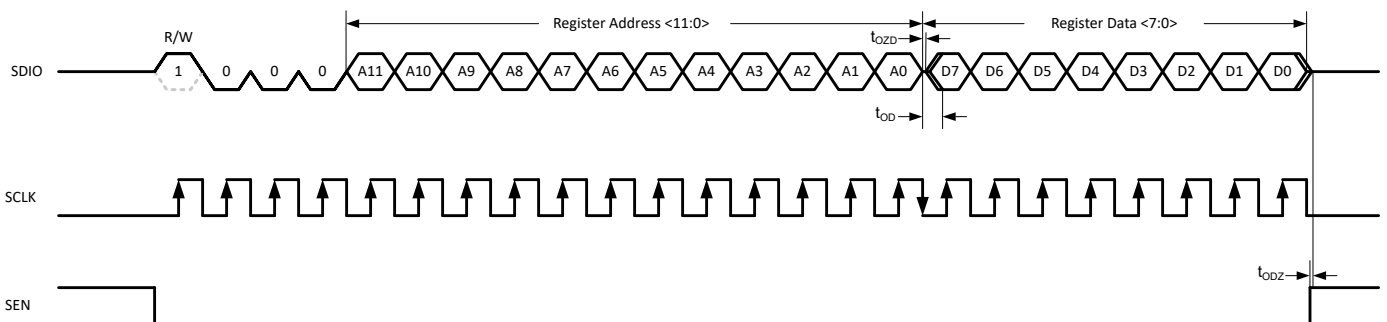 Register Address <11:0> Register Data <7:0>
R/W tOZD
SDIO 1 0 0 0 A11 A10 A9 A8 A7 A6 A5 A4 A3 A2 A1 A0 D7 D6 D5 D4 D3 D2 D1 D0
tOD
SCLK
tODZ
SEN